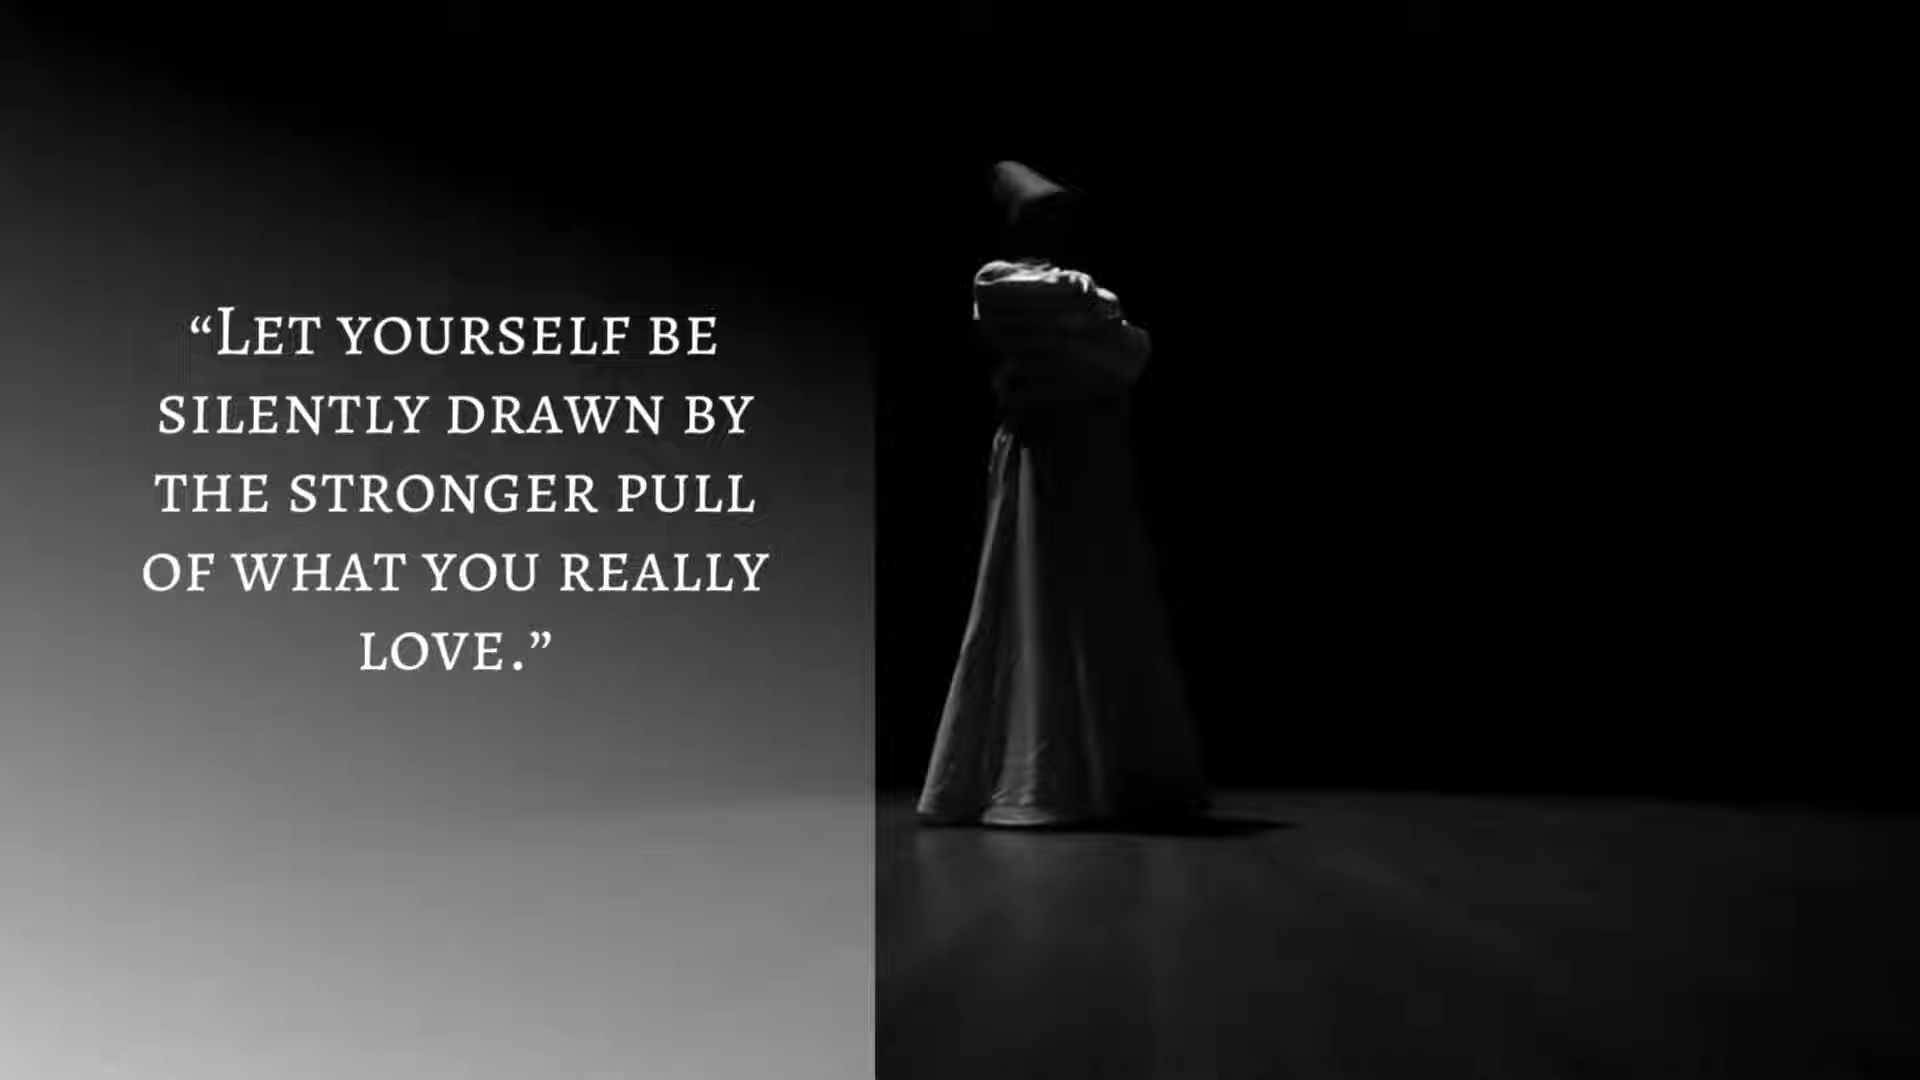 “Let yourself be
silently drawn by
the stronger pull
of what you really
love.”